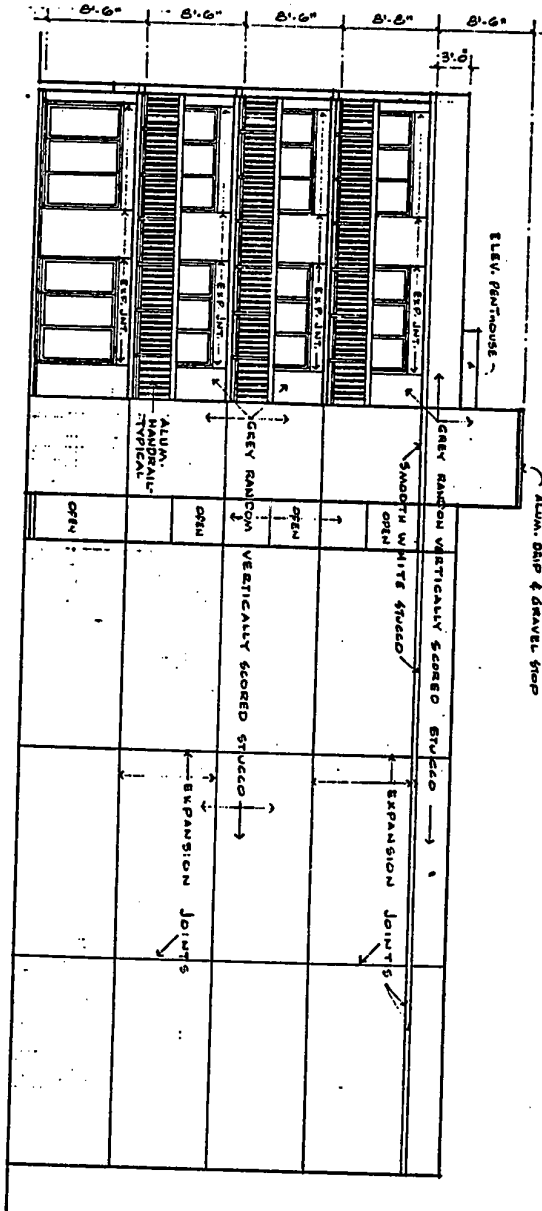 8'-6"
8'-6"
8'-6"
8'-8"
8'-6"
3'-0"
ELEV. PENTHOUSE
ALUM. DRIP & GRAVEL STOP
EXP. JNT.
EXP. JNT.
EXP. JNT.
EXP. JNT.
GREY RANDOM VERTICALLY SCORED STUCCO
SMOOTH WHITE STUCCO
GREY RANDOM VERTICALLY SCORED STUCCO
ALUM.
HANDRAIL-
TYPICAL
OPEN
OPEN
OPEN
OPEN
EXPANSION JOINTS
EXPANSION JOINTS